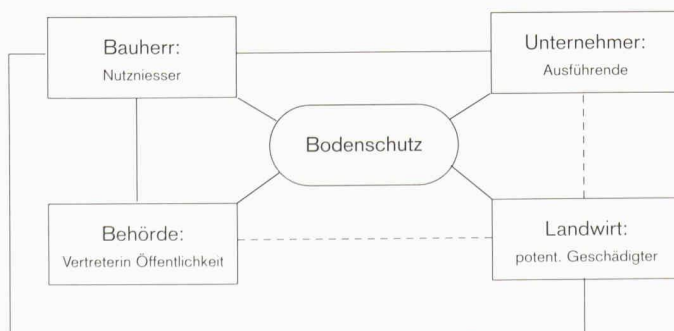 Bauherr:
Nutzniesser
Unternehmer:
Ausführende
Bodenschutz
Behörde:
Vertreterin Öffentlichkeit
Landwirt:
potent. Geschädigter